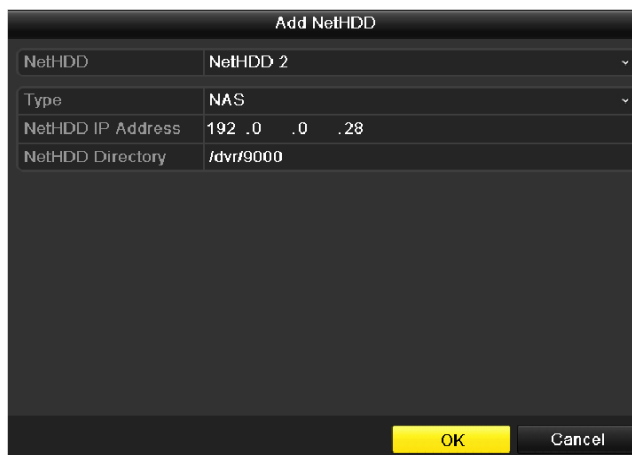 Add NetHDD
NetHDD NetHDD 2
Type NAS
NetHDD IP Address 192 .0 .0 .28
NetHDD Directory /dvr/9000
OK Cancel